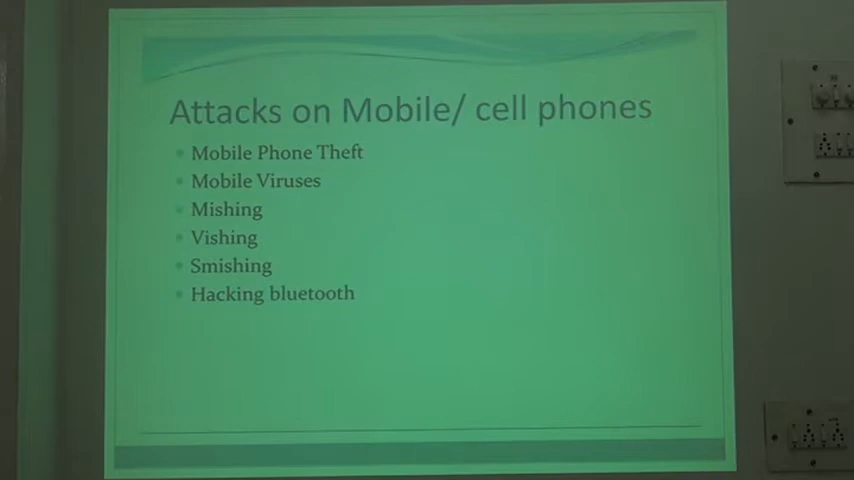 Attacks on Mobile/ cell phones
Mobile Phone Theft
Mobile Viruses
Mishing
Vishing
Smishing
Hacking bluetooth